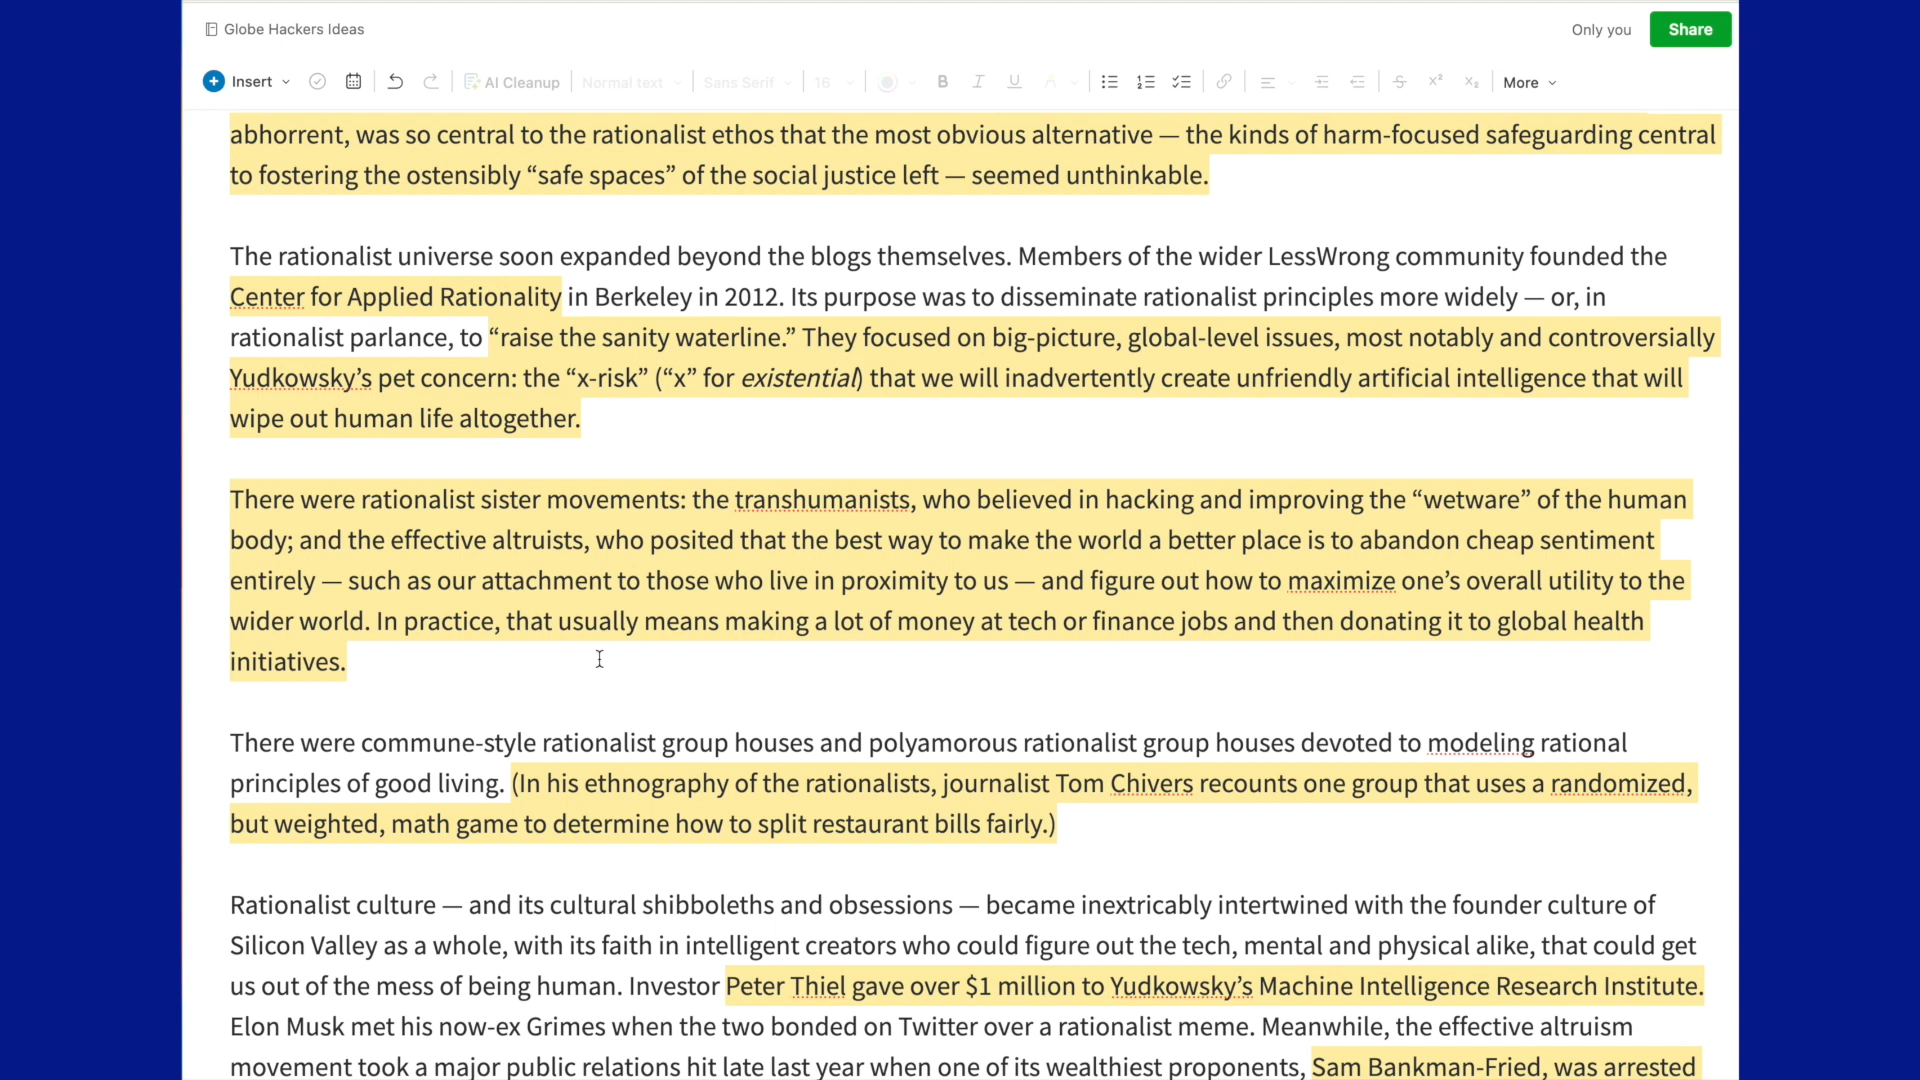 Globe Hackers Ideas
Only you
Share
Insert
AI Cleanup
Normal text
Sans Serif
16
B I U A
More
abhorrent, was so central to the rationalist ethos that the most obvious alternative — the kinds of harm-focused safeguarding central
to fostering the ostensibly “safe spaces” of the social justice left — seemed unthinkable.
The rationalist universe soon expanded beyond the blogs themselves. Members of the wider LessWrong community founded the
Center for Applied Rationality in Berkeley in 2012. Its purpose was to disseminate rationalist principles more widely — or, in
rationalist parlance, to “raise the sanity waterline.” They focused on big-picture, global-level issues, most notably and controversially
Yudkowsky’s pet concern: the “x-risk” (“x” for existential) that we will inadvertently create unfriendly artificial intelligence that will
wipe out human life altogether.
There were rationalist sister movements: the transhumanists, who believed in hacking and improving the “wetware” of the human
body; and the effective altruists, who posited that the best way to make the world a better place is to abandon cheap sentiment
entirely — such as our attachment to those who live in proximity to us — and figure out how to maximize one’s overall utility to the
wider world. In practice, that usually means making a lot of money at tech or finance jobs and then donating it to global health
initiatives.
There were commune-style rationalist group houses and polyamorous rationalist group houses devoted to modeling rational
principles of good living. (In his ethnography of the rationalists, journalist Tom Chivers recounts one group that uses a randomized,
but weighted, math game to determine how to split restaurant bills fairly.)
Rationalist culture — and its cultural shibboleths and obsessions — became inextricably intertwined with the founder culture of
Silicon Valley as a whole, with its faith in intelligent creators who could figure out the tech, mental and physical alike, that could get
us out of the mess of being human. Investor Peter Thiel gave over $1 million to Yudkowsky’s Machine Intelligence Research Institute.
Elon Musk met his now-ex Grimes when the two bonded on Twitter over a rationalist meme. Meanwhile, the effective altruism
movement took a major public relations hit late last year when one of its wealthiest proponents, Sam Bankman-Fried, was arrested